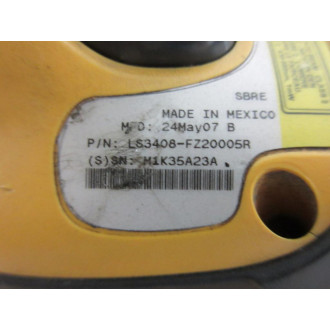 SBRE
MADE IN MEXICO
MFD: 24May07 B
P/N: LS3408-FZ20005R
(S)SN: M1K35A23A